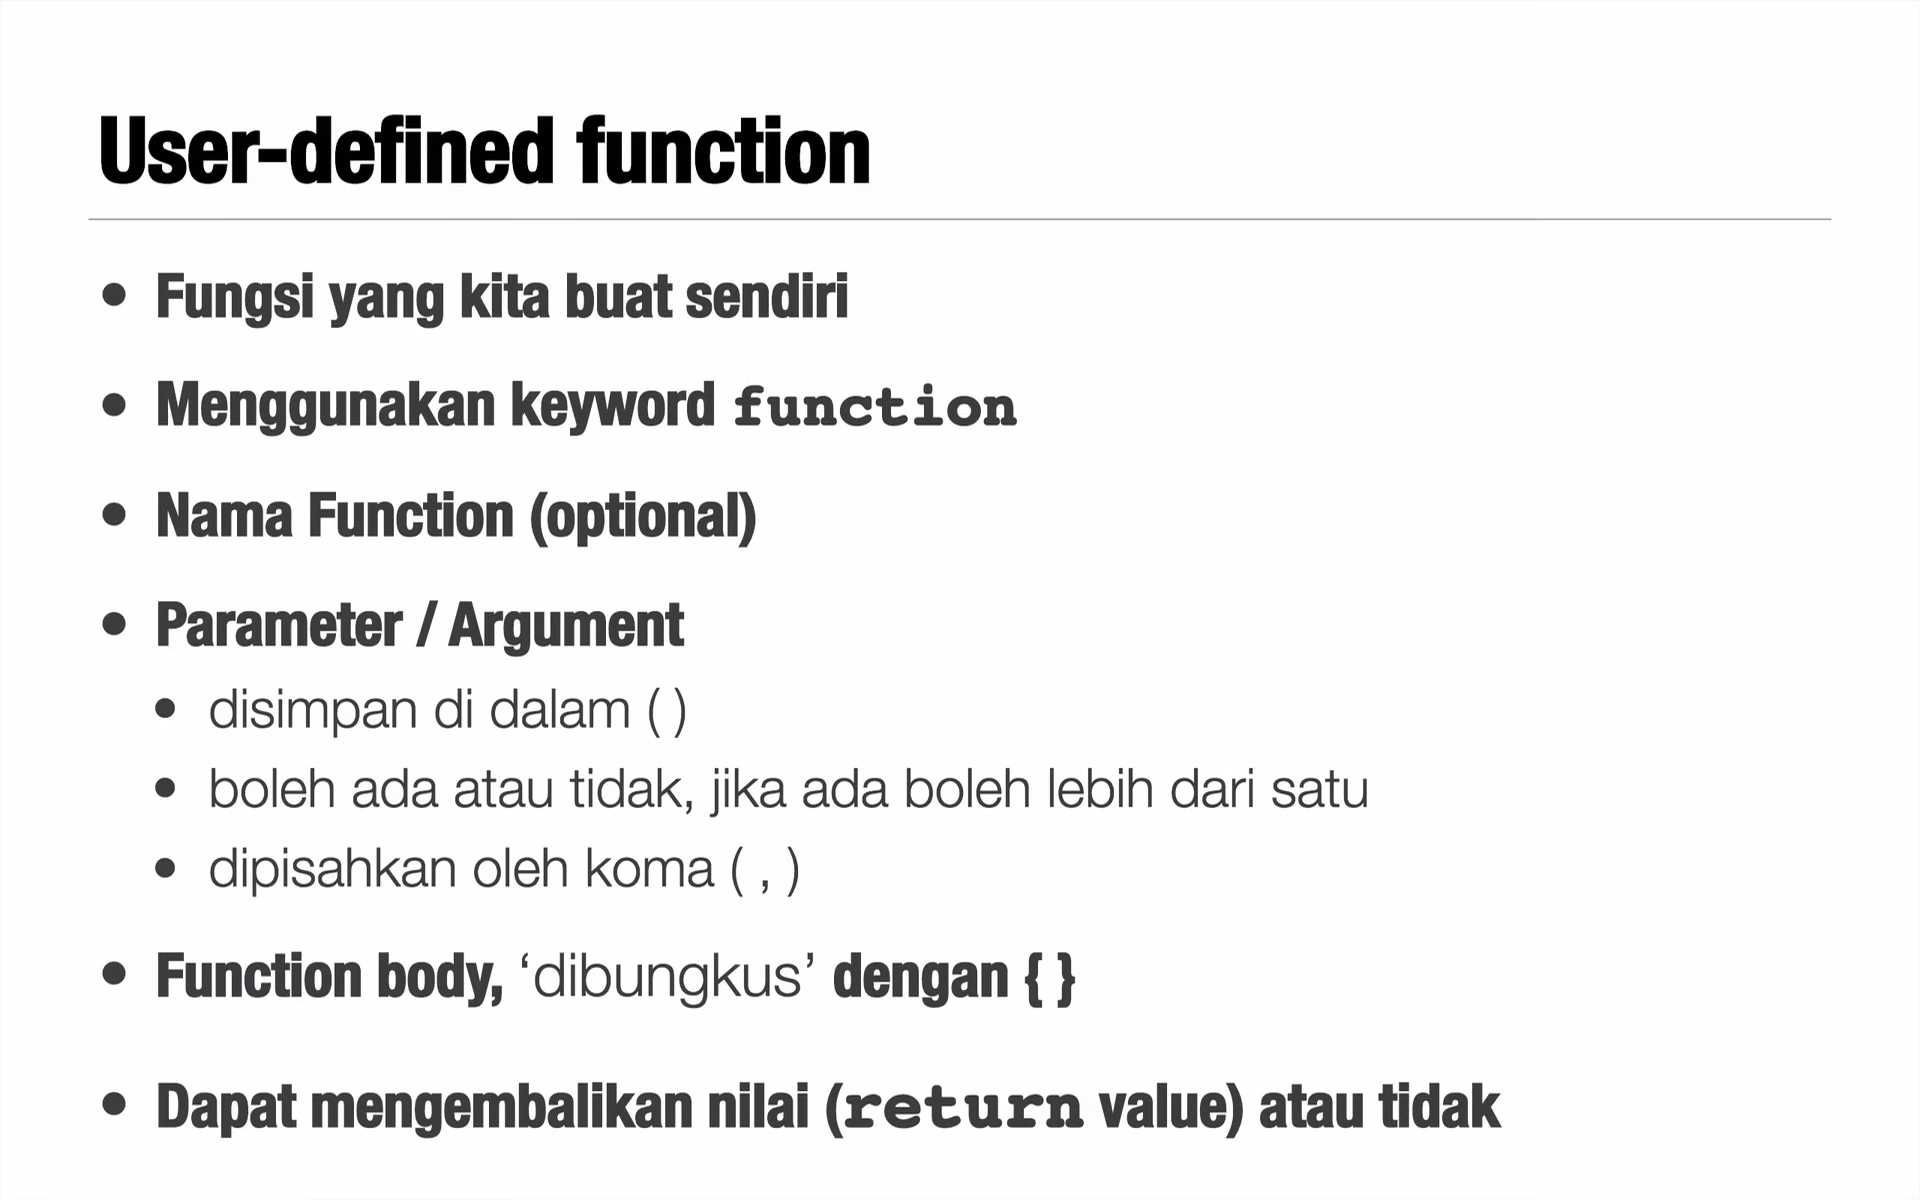 User-defined function
• Fungsi yang kita buat sendiri
• Menggunakan keyword function
• Nama Function (optional)
• Parameter / Argument
• disimpan di dalam ( )
• boleh ada atau tidak, jika ada boleh lebih dari satu
• dipisahkan oleh koma ( , )
• Function body, ‘dibungkus’ dengan { }
• Dapat mengembalikan nilai (return value) atau tidak